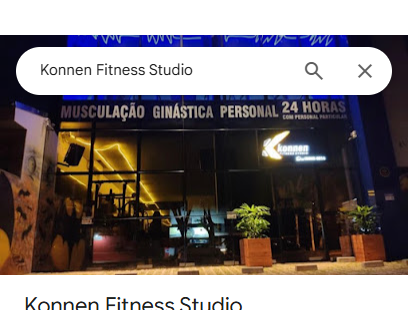 Konnen Fitness Studio
MUSCULAÇÃO GINÁSTICA PERSONAL 24 HORAS
COM PERSONAL PARTICULAR
konnen
FITNESS STUDIO
Konnen Fitness Studio